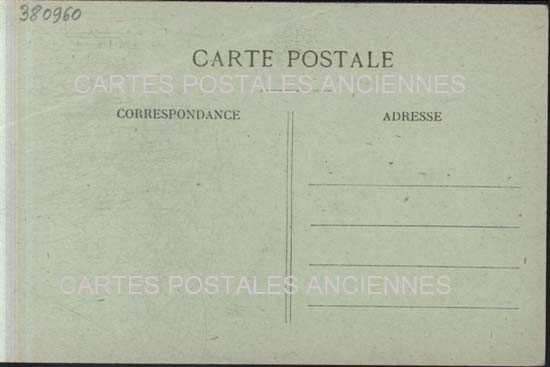 380960
CARTE POSTALE
CARTES POSTALES ANCIENNES
CORRESPONDANCE
ADRESSE
CARTES POSTALES ANCIENNES